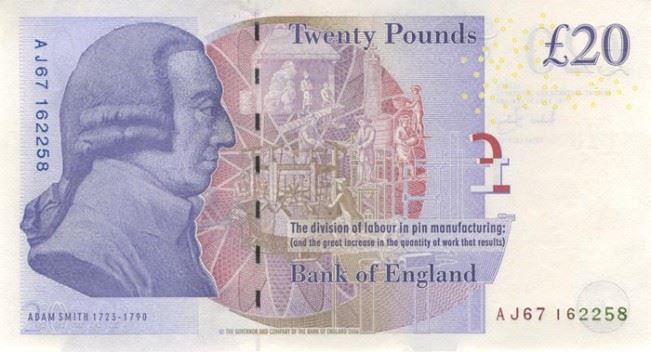 AJ67 162258
Twenty Pounds
£20
The division of labour in pin manufacturing:
(and the great increase in the quantity of work that results)
Bank of England
AJ67 162258
ADAM SMITH 1723-1790
© THE GOVERNOR AND COMPANY OF THE BANK OF ENGLAND 2006